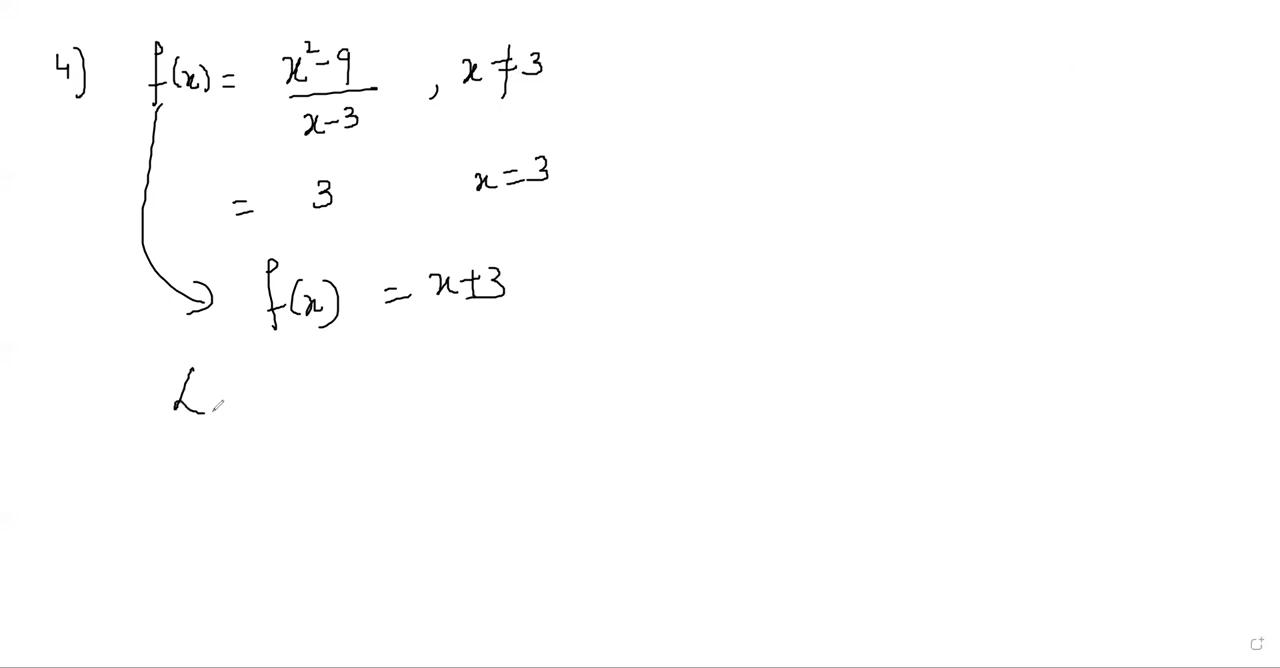 4) f(x) = x²-9 / x-3 , x ≠ 3
= 3 x = 3
f(x) = x+3
L